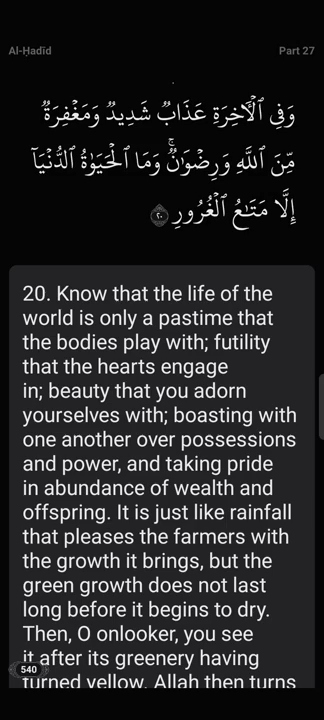 Al-Ḥadīd
Part 27
وَفِى ٱلْـَٔاخِرَةِ عَذَابٌ شَدِيدٌ وَمَغْفِرَةٌ
مِّنَ ٱللَّهِ وَرِضْوَٰنٌ ۚ وَمَا ٱلْحَيَوٰةُ ٱلدُّنْيَآ
إِلَّا مَتَـٰعُ ٱلْغُرُورِ ٢٠
20. Know that the life of the
world is only a pastime that
the bodies play with; futility
that the hearts engage
in; beauty that you adorn
yourselves with; boasting with
one another over possessions
and power, and taking pride
in abundance of wealth and
offspring. It is just like rainfall
that pleases the farmers with
the growth it brings, but the
green growth does not last
long before it begins to dry.
Then, O onlooker, you see
it after its greenery having
540
turned yellow. Allah then turns